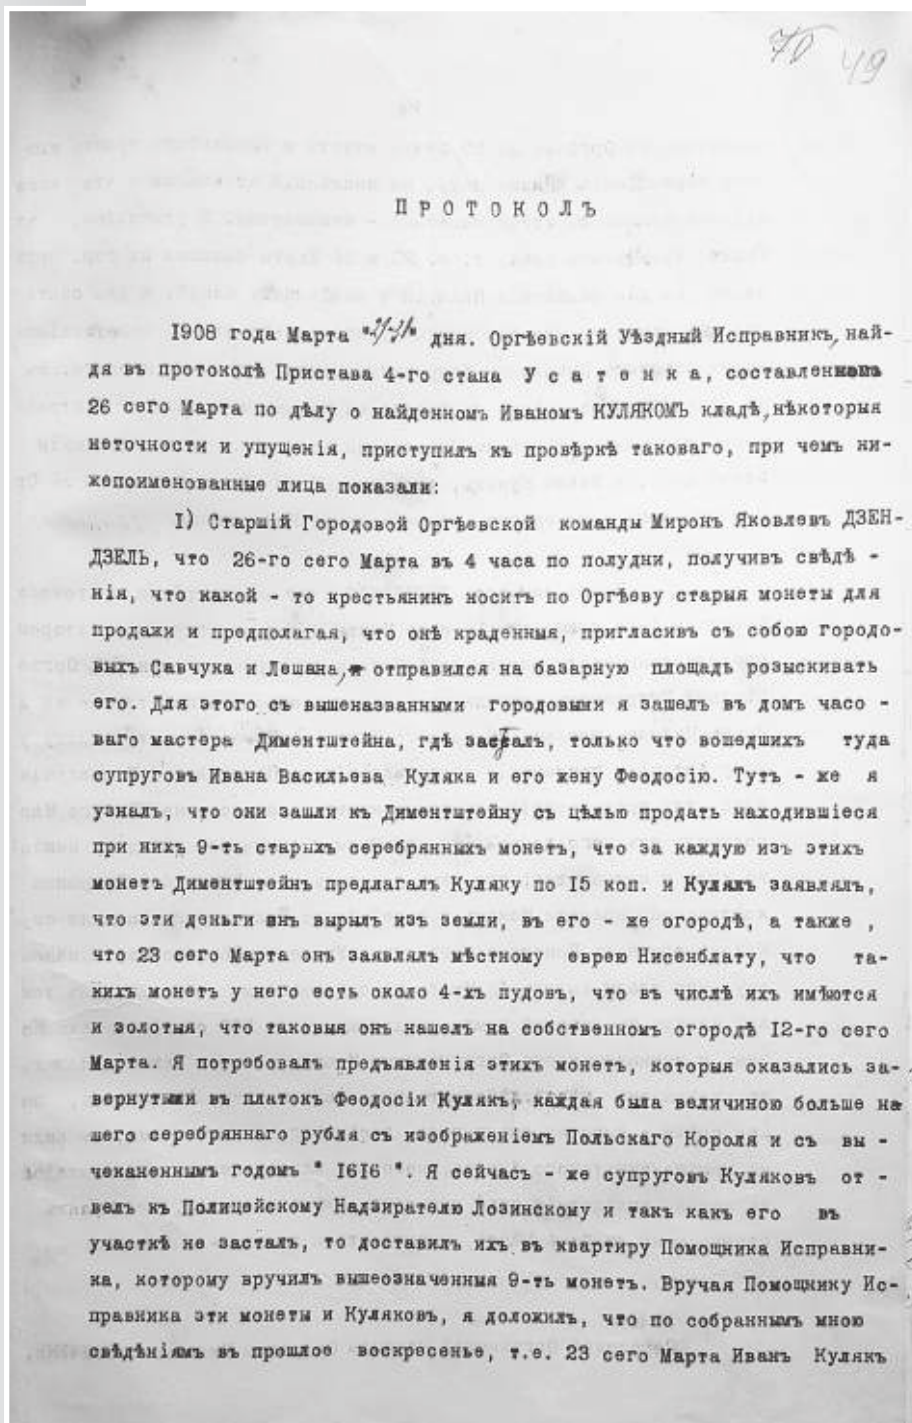 70 49
ПРОТОКОЛЪ
1908 года Марта дня. Оргѣевскій Уѣздный Исправникъ, най-
дя въ протоколѣ Пристава 4-го стана Усатенка, составленномъ
26 сего Марта по дѣлу о найденномъ Иваномъ КУЛЯКОМЪ кладѣ, нѣкоторыя
неточности и упущенія, приступилъ къ провѣркѣ таковаго, при чемъ ни-
жепоименованные лица показали:
I) Старшій Городовой Оргѣевской команды Миронъ Яковлевъ ДЗЕН-
ДЗЕЛЬ, что 26-го сего Марта въ 4 часа по полудни, получивъ свѣдѣ -
нія, что какой - то крестьянинъ носитъ по Оргѣеву старыя монеты для
продажи и предполагая, что онѣ краденныя, пригласивъ съ собою городо-
выхъ Савчука и Лешана, отправился на базарную площадь розыскивать
его. Для этого съ вышеназванными городовыми я зашелъ въ домъ часо -
ваго мастера Диментштейна, гдѣ засталъ, только что вошедшихъ туда
супруговъ Ивана Васильева Куляка и его жену Феодосію. Тутъ - же я
узналъ, что они зашли къ Диментштейну съ цѣлью продать находившіеся
при нихъ 9-ть старыхъ серебрянныхъ монетъ, что за каждую изъ этихъ
монетъ Диментштейнъ предлагалъ Куляку по 15 коп. и Кулякъ заявлялъ,
что эти деньги онъ вырылъ изъ земли, въ его - же огородѣ, а также ,
что 23 сего Марта онъ заявлялъ мѣстному еврею Нисенблату, что та-
кихъ монетъ у него есть около 4-хъ пудовъ, что въ числѣ ихъ имѣются
и золотыя, что таковыя онъ нашелъ на собственномъ огородѣ 12-го сего
Марта. Я потребовалъ предъявленія этихъ монетъ, которыя оказались за-
вернутыми въ платокъ Феодосіи Кулякъ, каждая была величиною больше на
шего серебряннаго рубля съ изображеніемъ Польскаго Короля и съ вы -
чеканеннымъ годомъ " 1616 ". Я сейчасъ - же супруговъ Куляковъ от -
велъ къ Полицейскому Надзирателю Лозинскому и такъ какъ его въ
участкѣ не засталъ, то доставилъ ихъ въ квартиру Помощника Исправни-
ка, которому вручилъ вышеозначенныя 9-ть монетъ. Вручая Помощнику Ис-
правника эти монеты и Куляковъ, я доложилъ, что по собраннымъ мною
свѣдѣніямъ въ прошлое воскресенье, т.е. 23 сего Марта Иванъ Кулякъ